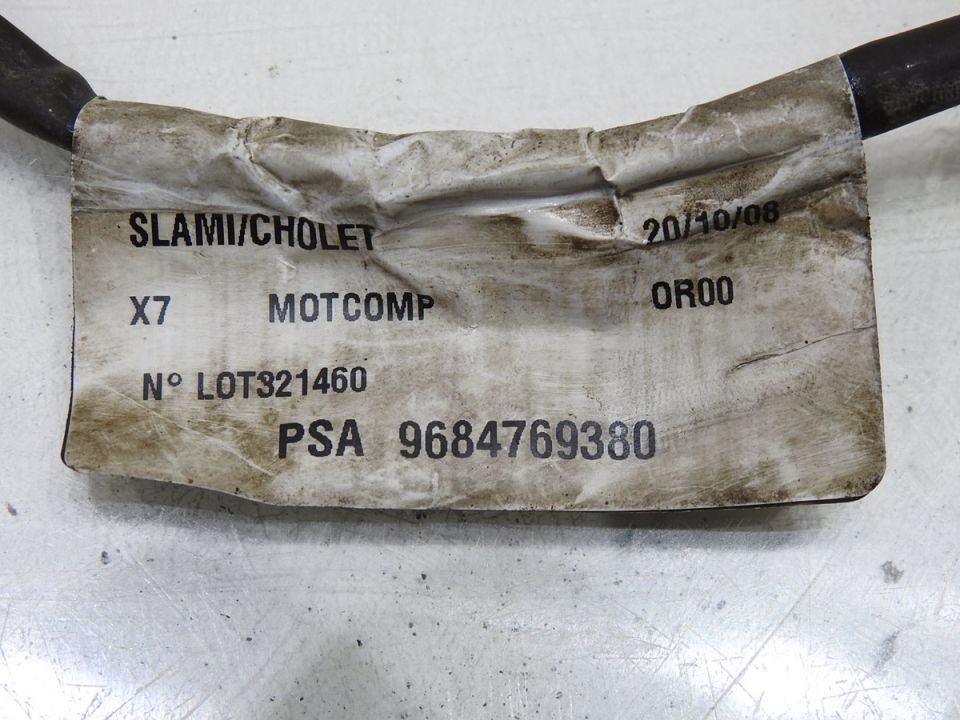 SLAMI/CHOLET 20/10/08
X7 MOTCOMP OR00
N° LOT321460
PSA 9684769380